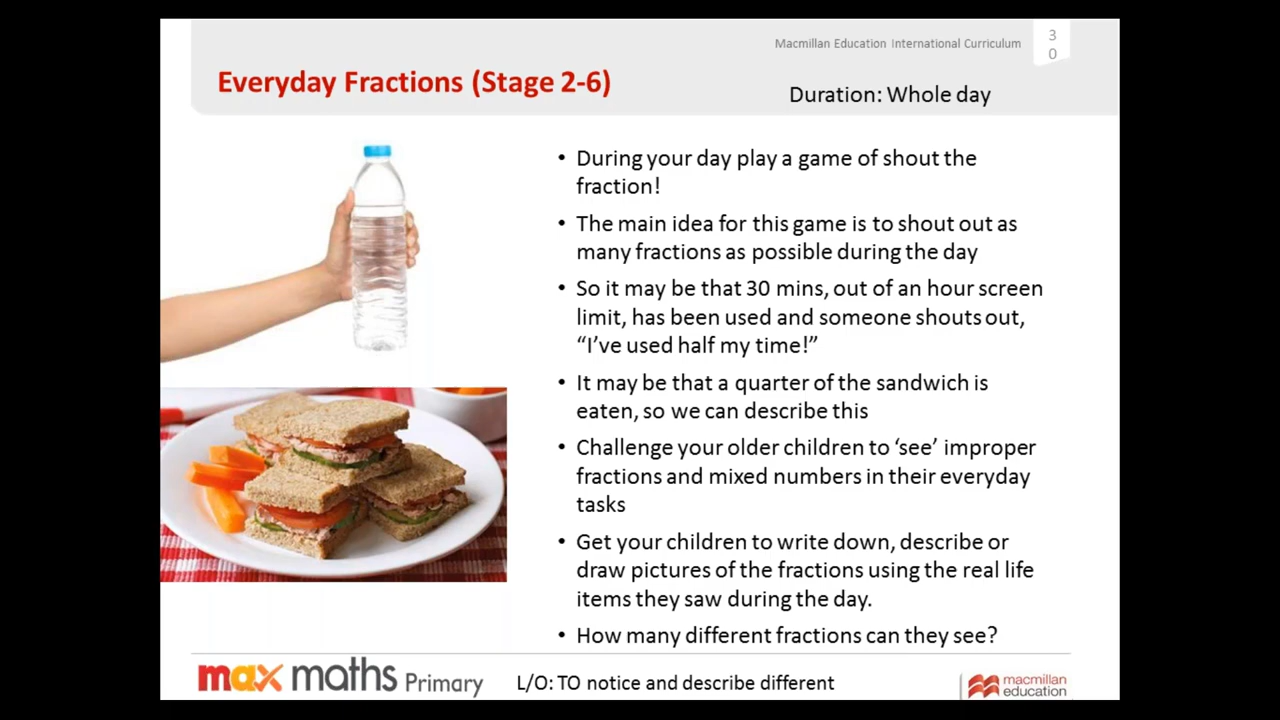 Macmillan Education International Curriculum
3
0
Everyday Fractions (Stage 2-6)
Duration: Whole day
• During your day play a game of shout the
fraction!
• The main idea for this game is to shout out as
many fractions as possible during the day
• So it may be that 30 mins, out of an hour screen
limit, has been used and someone shouts out,
“I’ve used half my time!”
• It may be that a quarter of the sandwich is
eaten, so we can describe this
• Challenge your older children to ‘see’ improper
fractions and mixed numbers in their everyday
tasks
• Get your children to write down, describe or
draw pictures of the fractions using the real life
items they saw during the day.
• How many different fractions can they see?
max maths Primary
L/O: TO notice and describe different
macmillan
education